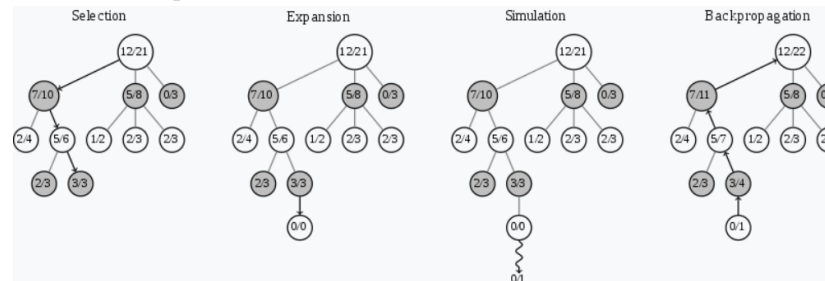 Selection Expansion Simulation Backpropagation
12/21 12/21 12/21 12/22
7/10 5/8 0/3 7/10 5/8 0/3 7/10 5/8 0/3 7/11 5/8
2/4 5/6 1/2 2/3 2/3 2/4 5/6 1/2 2/3 2/3 2/4 5/6 1/2 2/3 2/3 2/4 5/7 1/2 2/3
2/3 3/3 2/3 3/3 2/3 3/3 2/3 3/4
0/0 0/0 0/1
0/1